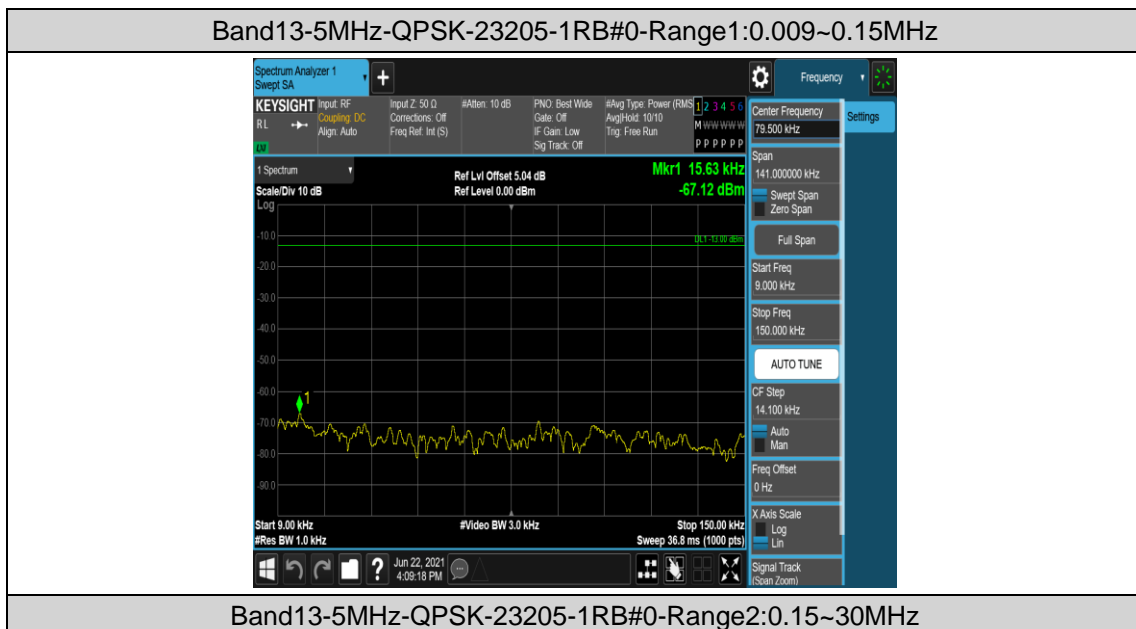 Band13-5MHz-QPSK-23205-1RB#0-Range1:0.009~0.15MHz
Spectrum Analyzer 1
Swept SA
Frequency
KEYSIGHT
RL
Input: RF
Coupling: DC
Align: Auto
Input Z: 50 Ω
Corrections: Off
Freq Ref: Int (S)
#Atten: 10 dB
PNO: Best Wide
Gate: Off
IF Gain: Low
Sig Track: Off
#Avg Type: Power (RMS
Avg|Hold: 10/10
Trig: Free Run
1 2 3 4 5 6
M W W W W W
P P P P P P
1 Spectrum
Scale/Div 10 dB
Log
Ref Lvl Offset 5.04 dB
Ref Level 0.00 dBm
Mkr1 15.63 kHz
-67.12 dBm
DL1 -13.00 dBm
-10.0
-20.0
-30.0
-40.0
-50.0
-60.0
-70.0
-80.0
-90.0
1
Start 9.00 kHz
#Res BW 1.0 kHz
#Video BW 3.0 kHz
Stop 150.00 kHz
Sweep 36.8 ms (1000 pts)
Jun 22, 2021
4:09:18 PM
Settings
Center Frequency
79.500 kHz
Span
141.000000 kHz
Swept Span
Zero Span
Full Span
Start Freq
9.000 kHz
Stop Freq
150.000 kHz
AUTO TUNE
CF Step
14.100 kHz
Auto
Man
Freq Offset
0 Hz
X Axis Scale
Log
Lin
Signal Track
(Span Zoom)
Band13-5MHz-QPSK-23205-1RB#0-Range2:0.15~30MHz